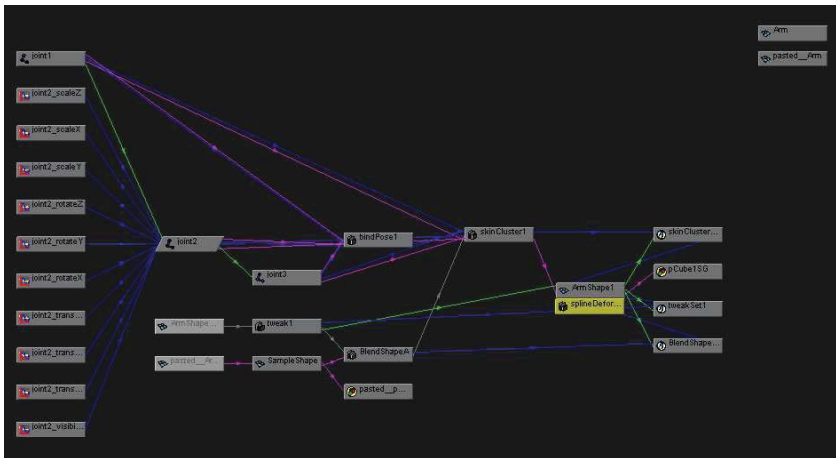 Arm
pasted__Arm
joint1
joint2_scaleZ
joint2_scaleX
joint2_scaleY
joint2_rotateZ
joint2_rotateY
joint2_rotateX
joint2_trans...
joint2_trans...
joint2_trans...
joint2_visibi...
joint2
ArmShape...
pasted__Ar...
joint3
tweak1
SampleShape
bindPose1
BlendShapeA
pasted__p...
skinCluster1
ArmShape1
splineDefor...
skinCluster...
pCube1SG
tweakSet1
BlendShape...